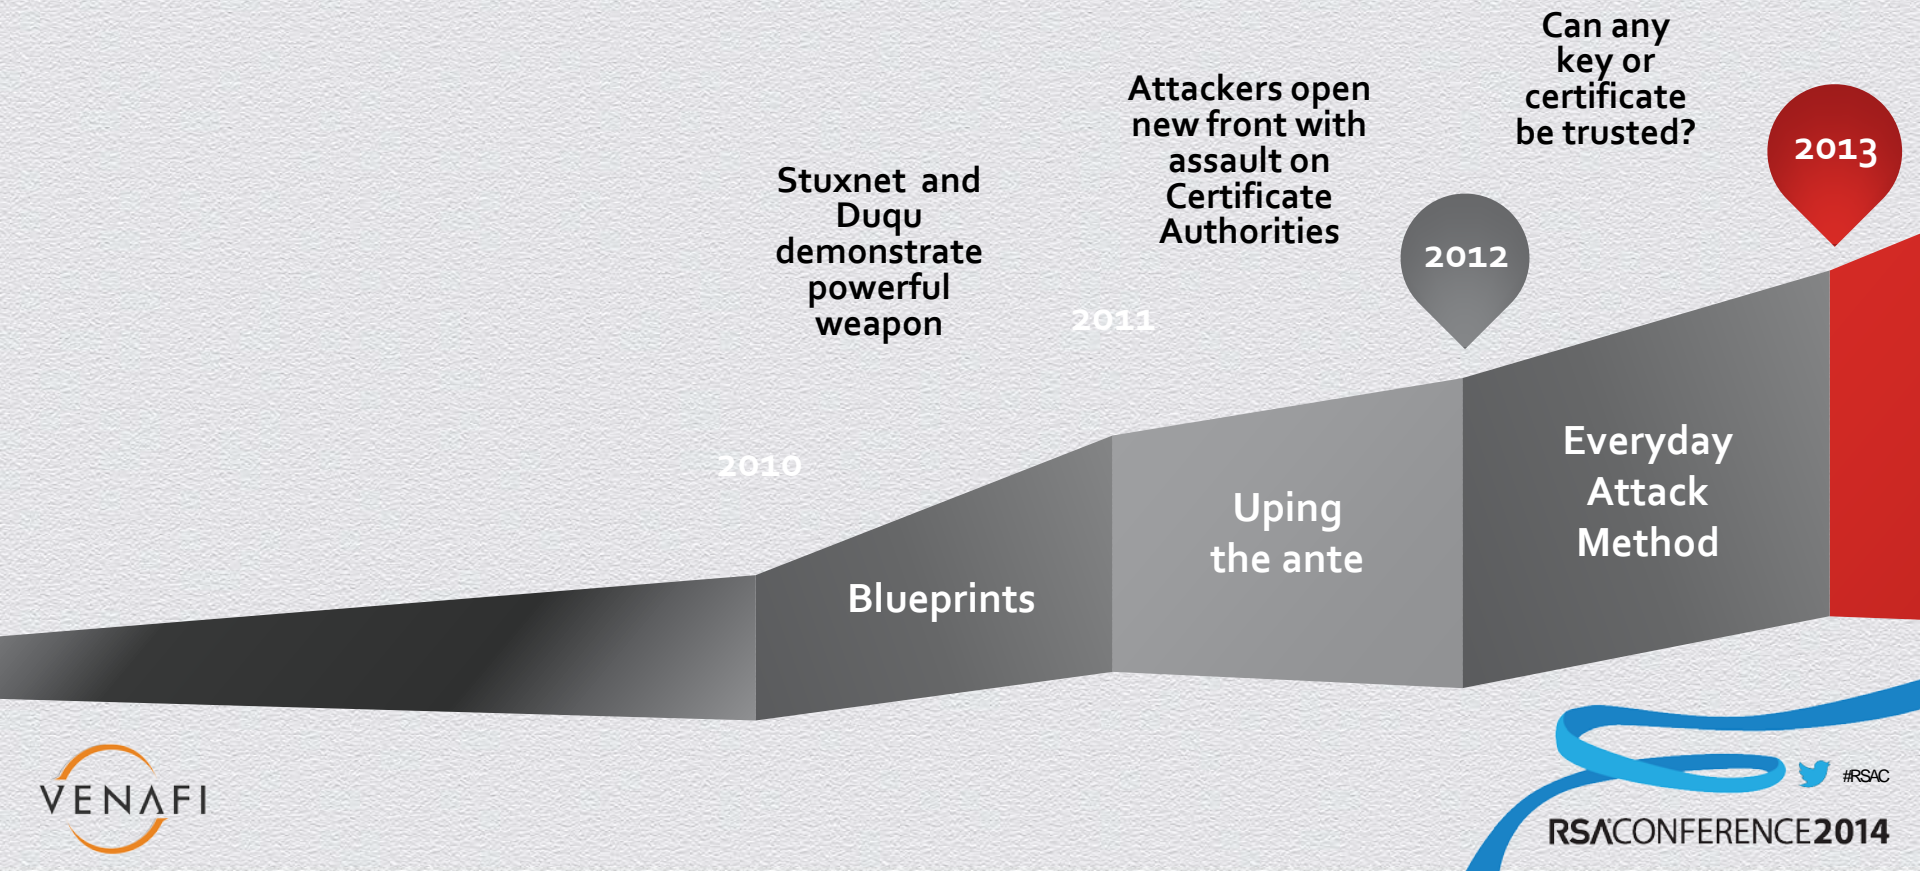 Can any
key or
certificate
be trusted?
2013
Attackers open
new front with
assault on
Certificate
Authorities
2012
Stuxnet and
Duqu
demonstrate
powerful
weapon
2011
2010
Everyday
Attack
Method
Uping
the ante
Blueprints
VENAFI
#RSAC
RSACONFERENCE2014